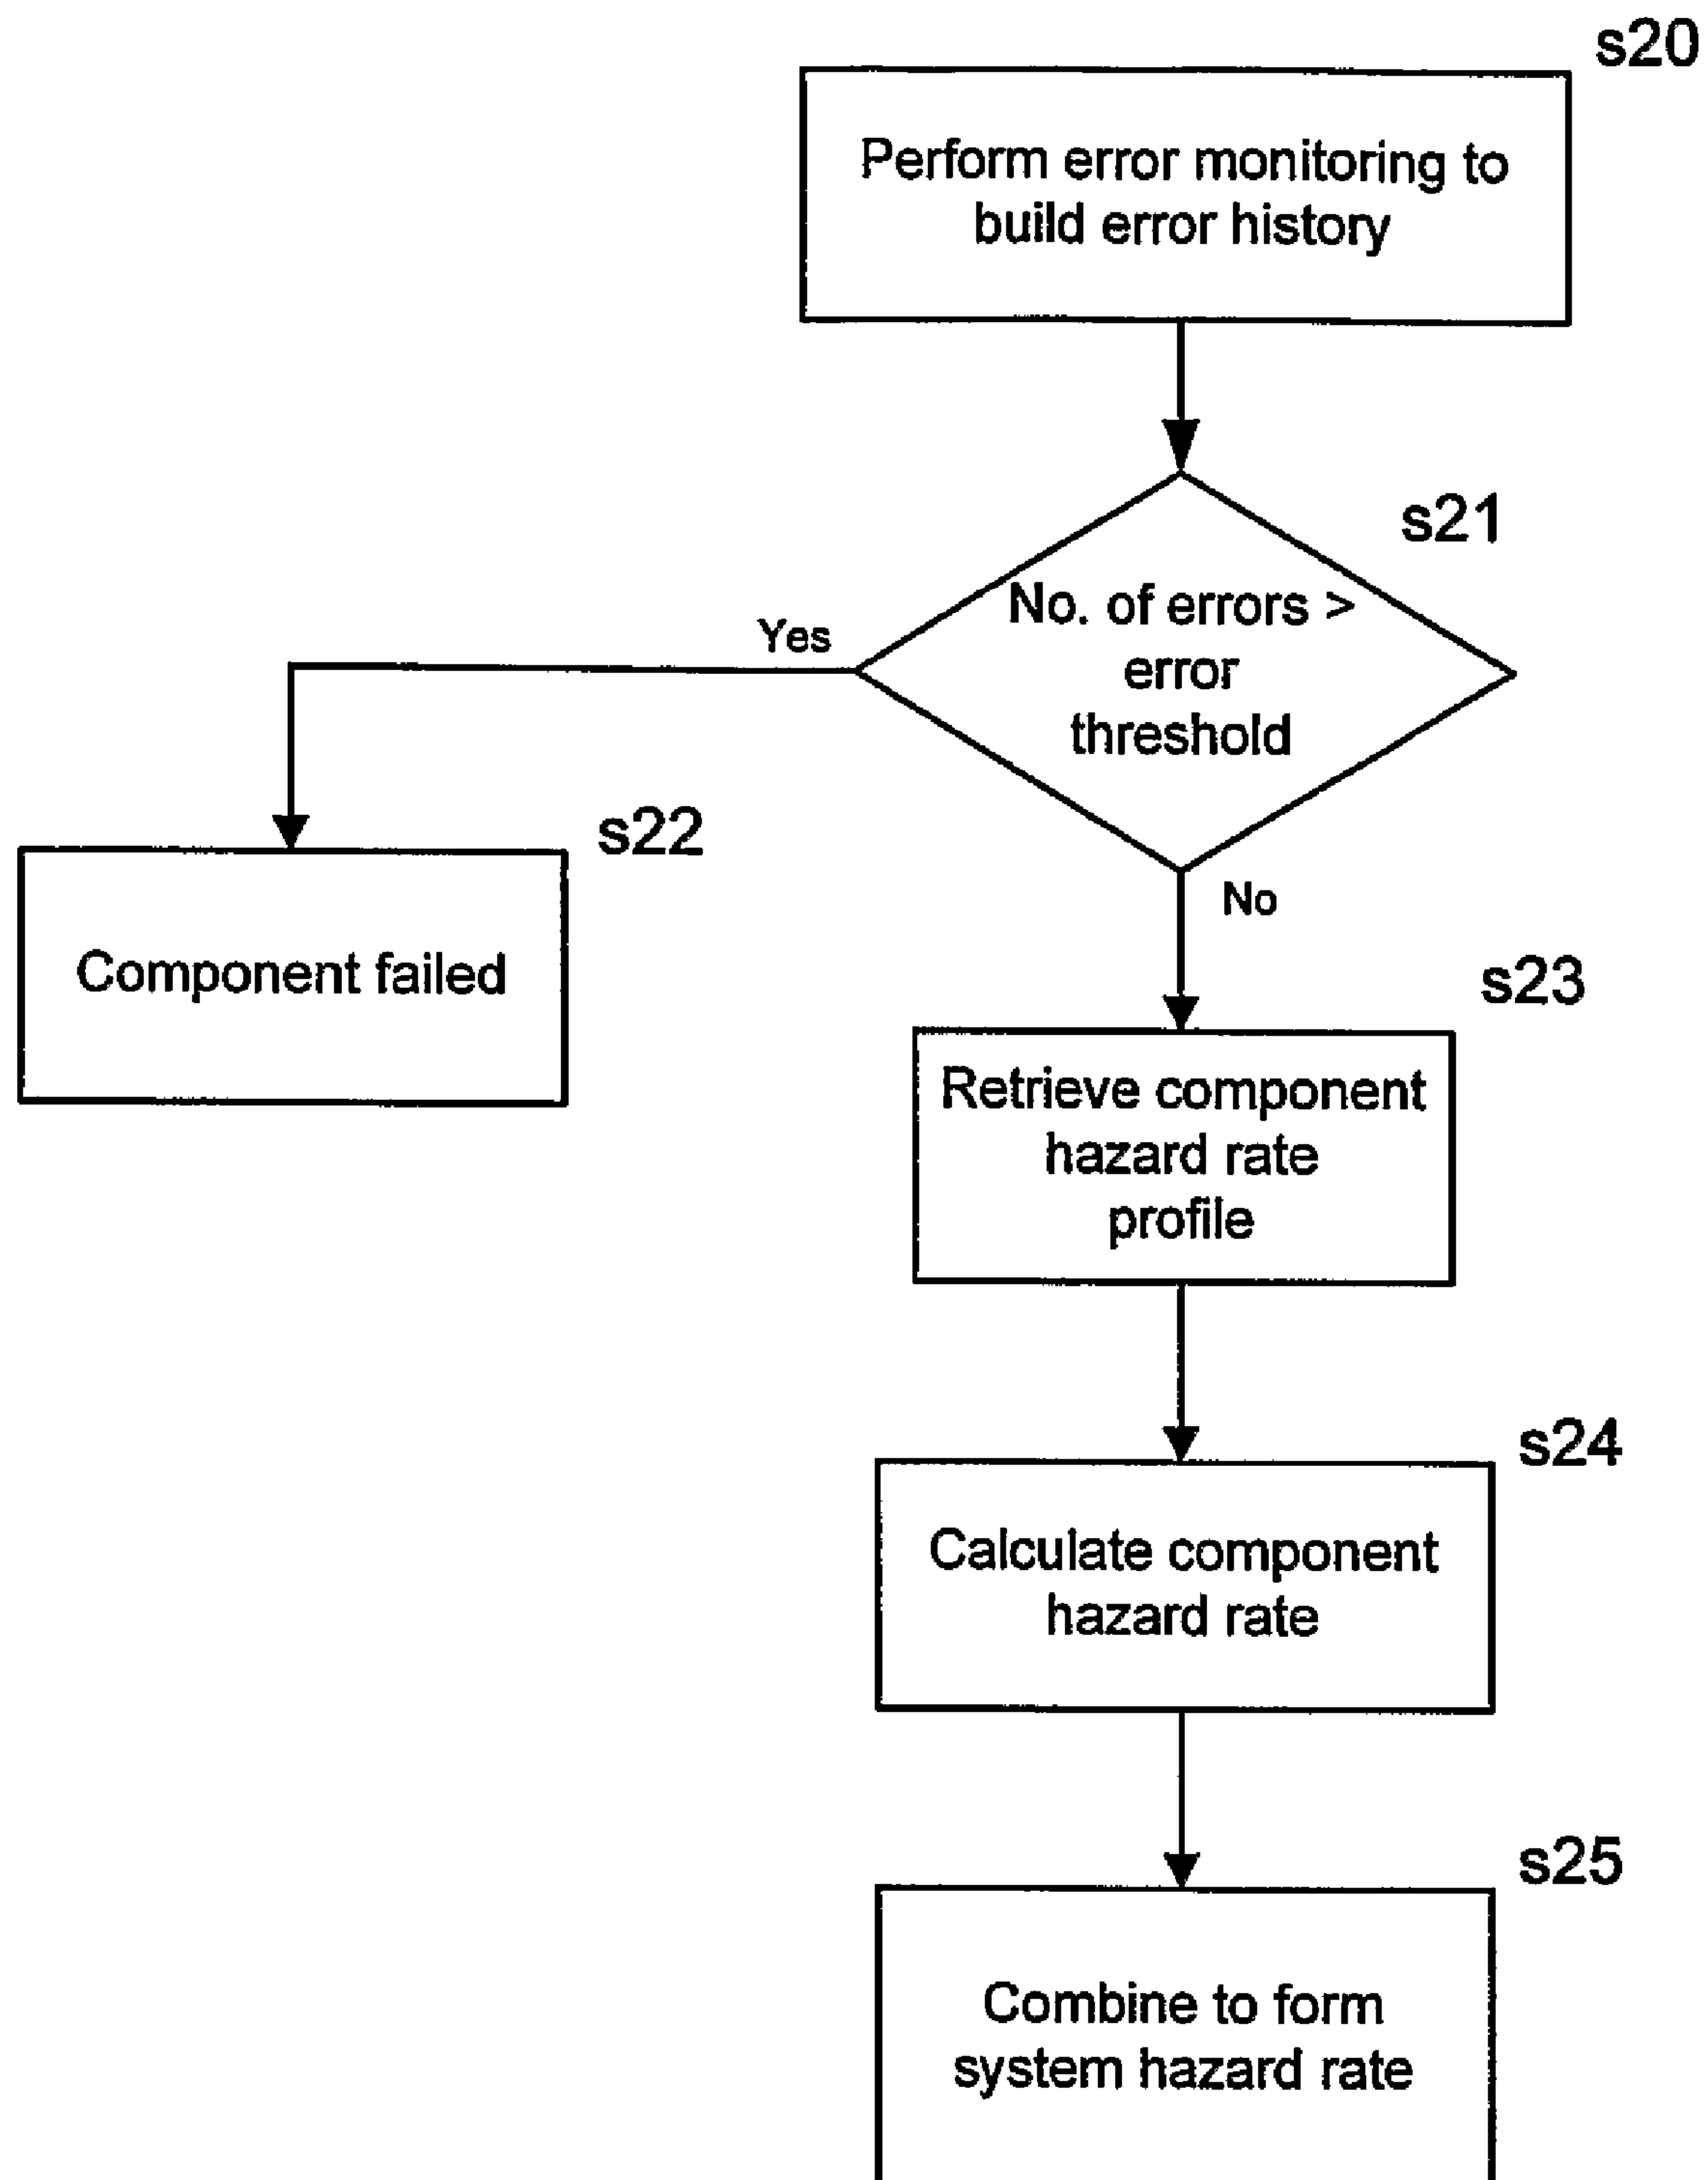 s20
Perform error monitoring to
build error history
s21
No. of errors >
error
threshold
Yes
No
s22
Component failed
s23
Retrieve component
hazard rate
profile
s24
Calculate component
hazard rate
s25
Combine to form
system hazard rate